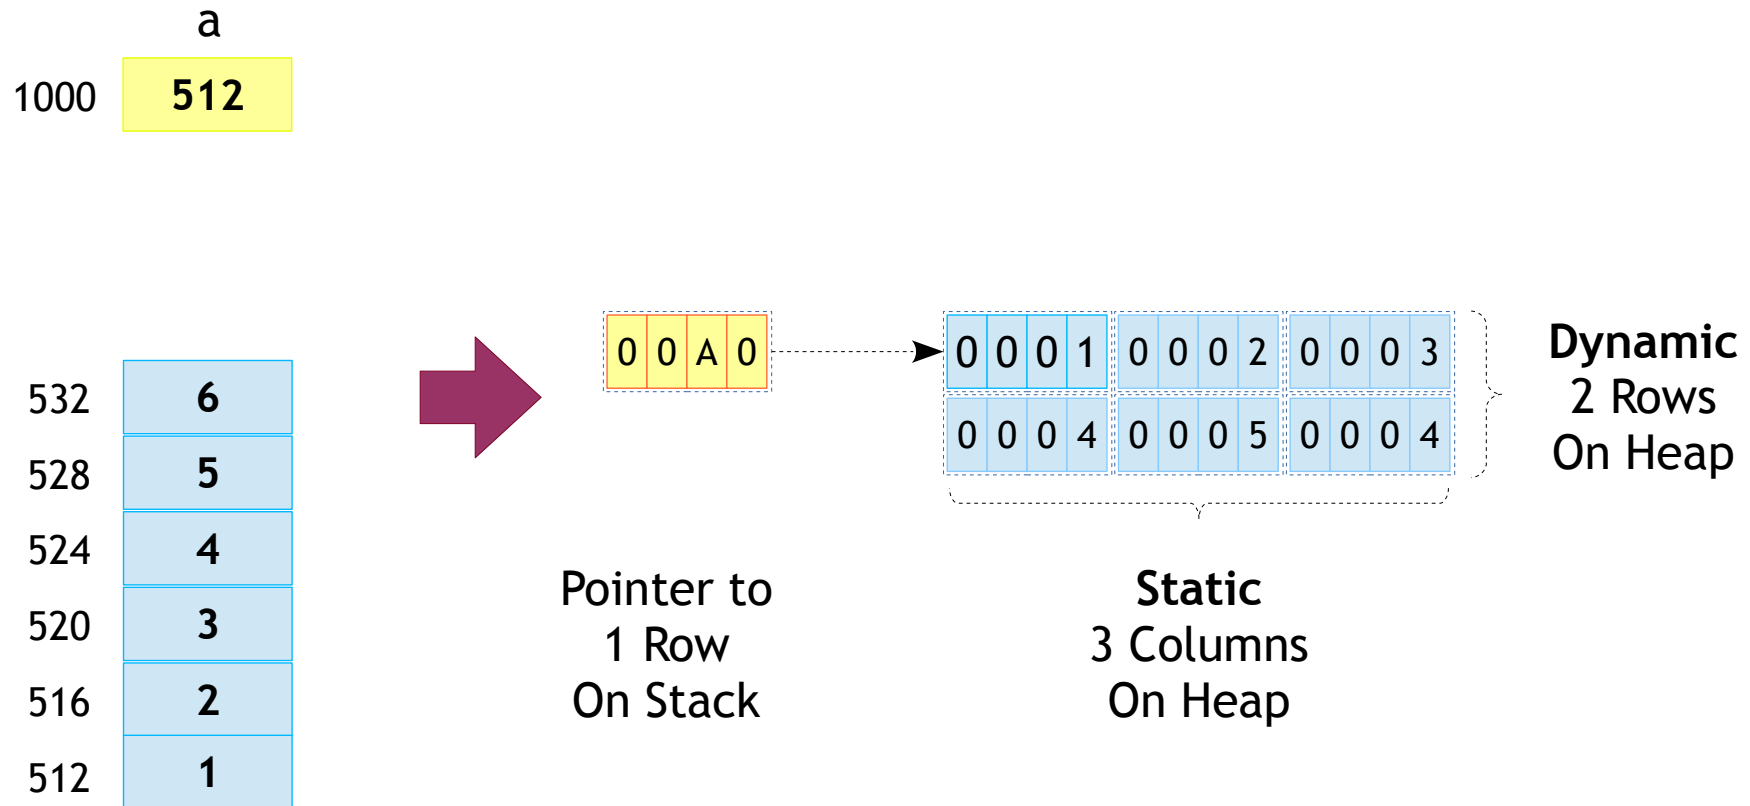 a
1000 512
0 0 A 0 0 0 0 1 0 0 0 2 0 0 0 3
0 0 0 4 0 0 0 5 0 0 0 4
Dynamic
2 Rows
On Heap
532 6
528 5
524 4
520 3
516 2
512 1
Pointer to
1 Row
On Stack
Static
3 Columns
On Heap